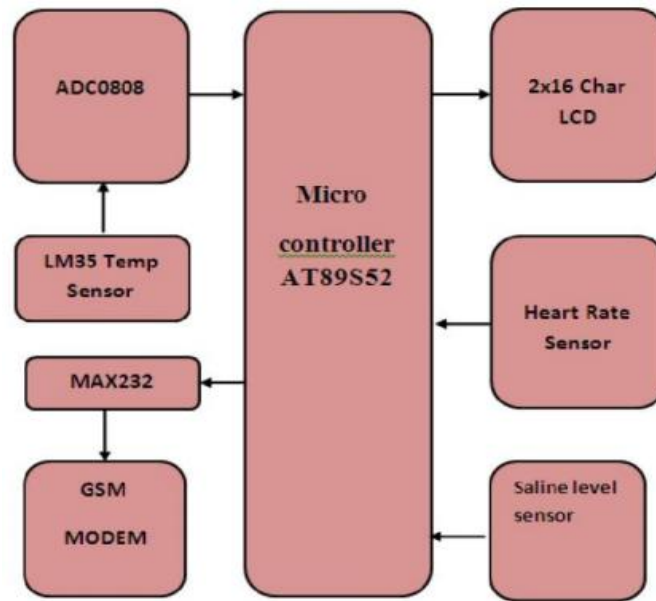 ADC0808
2x16 Char
LCD
Micro
controller
AT89S52
LM35 Temp
Sensor
Heart Rate
Sensor
MAX232
GSM
MODEM
Saline level
sensor